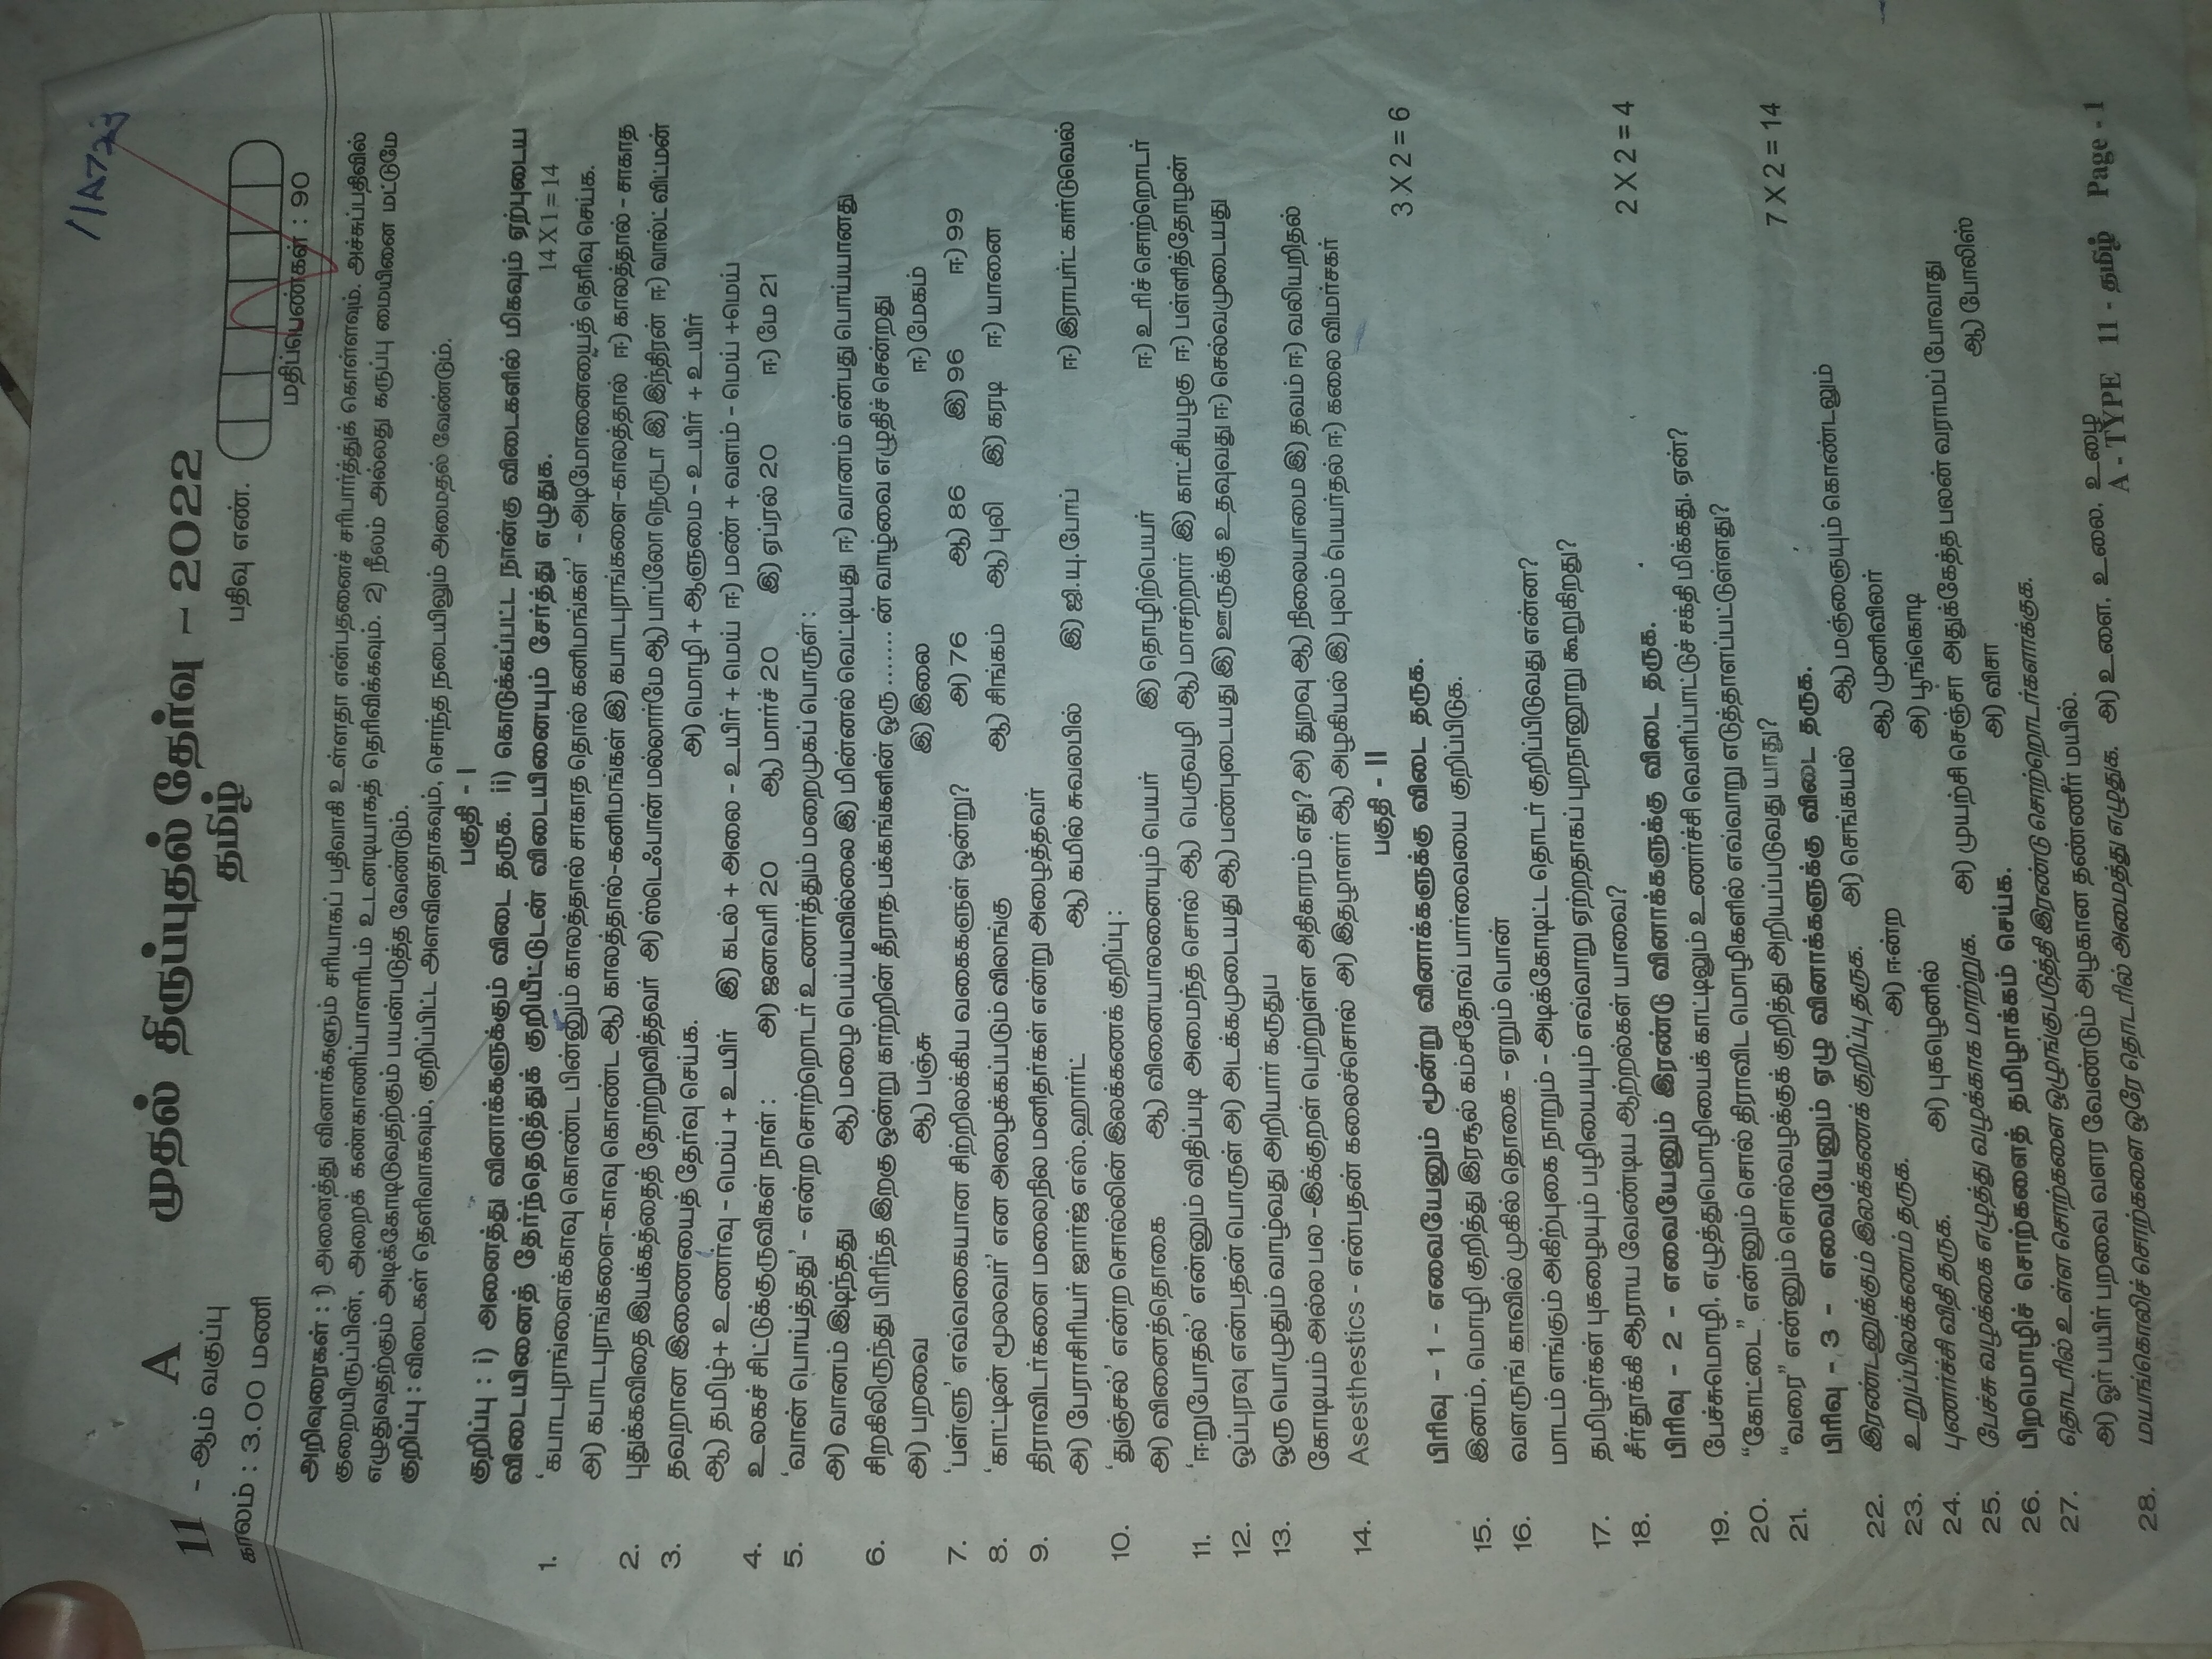 11A723
A முதல் திருப்புதல் தேர்வு – 2022
11 - ஆம் வகுப்பு
தமிழ்
பதிவு எண்.
காலம் : 3.00 மணி
மதிப்பெண்கள் : 90
அறிவுரைகள் : 1) அனைத்து வினாக்களும் சரியாகப் பதிவாகி உள்ளதா என்பதனைச் சரிபார்த்துக் கொள்ளவும். அச்சுப்பதிவில்
குறையிருப்பின், அறைக் கண்காணிப்பாளரிடம் உடனடியாகத் தெரிவிக்கவும். 2) நீலம் அல்லது கருப்பு மையினை மட்டுமே
எழுதுவதற்கும் அடிக்கோடிடுவதற்கும் பயன்படுத்த வேண்டும்.
குறிப்பு : விடைகள் தெளிவாகவும், குறிப்பிட்ட அளவினதாகவும், சொந்த நடையிலும் அமைதல் வேண்டும்.
பகுதி - I
குறிப்பு : i) அனைத்து வினாக்களுக்கும் விடை தருக. ii) கொடுக்கப்பட்ட நான்கு விடைகளில் மிகவும் ஏற்புடைய
விடையினைத் தேர்ந்தெடுத்துக் குறியீட்டுடன் விடையினையும் சேர்த்து எழுதுக. 14 X 1 = 14
1. 'கபாடபுரங்ளைக்காவு கொண்ட பின்னும் காலத்தால் சாகாத தொல் கனிமங்கள்' - அடிமோனையைத் தெரிவு செய்க.
அ) கபாடபுரங்களை-காவு கொண்ட ஆ) காலத்தால்-கனிமங்கள் இ) கபாடபுரங்களை-காலத்தால் ஈ) காலத்தால் - சாகாத
2. புதுக்கவிதை இயக்கத்தைத் தோற்றுவித்தவர் அ) ஸ்டெஃபான் மல்லார்மே ஆ) பாப்லோ நெருடா இ) இந்திரன் ஈ) வால்ட் விட்மன்
3. தவறான இணையைத் தேர்வு செய்க. அ) மொழி + ஆளுமை - உயிர் + உயிர்
ஆ) தமிழ்+ உணர்வு - மெய் + உயிர் இ) கடல் + அலை - உயிர் + மெய் ஈ) மண் + வளம் - மெய் +மெய்
4. உலகச் சிட்டுக்குருவிகள் நாள் : அ) ஜனவரி 20 ஆ) மார்ச் 20 இ) ஏப்ரல் 20 ஈ) மே 21
5. 'வான் பொய்த்தது' - என்ற சொற்றொடர் உணர்த்தும் மறைமுகப் பொருள் :
அ) வானம் இடிந்தது ஆ) மழை பெய்யவில்லை இ) மின்னல் வெட்டியது ஈ) வானம் என்பது பொய்யானது
6. சிறகிலிருந்து பிரிந்த இறகு ஒன்று காற்றின் தீராத பக்கங்களின் ஒரு ....... ன் வாழ்வை எழுதிச் சென்றது
அ) பறவை ஆ) பஞ்சு இ) இலை ஈ) மேகம்
7. 'பள்ளு' எவ்வகையான சிற்றிலக்கிய வகைகளுள் ஒன்று? அ) 76 ஆ) 86 இ) 96 ஈ) 99
8. 'காட்டின் மூலவர்' என அழைக்கப்படும் விலங்கு ஆ) சிங்கம் ஆ) புலி இ) கரடி ஈ) யானை
9. திராவிடர்களை மலைநில மனிதர்கள் என்று அழைத்தவர்
அ) பேராசிரியர் ஜார்ஜ் எஸ்.ஹார்ட் ஆ) கமில் சுவலபில் இ) ஜி.யு.போப் ஈ) இராபர்ட் கார்டுவெல்
10. 'துஞ்சல்' என்ற சொல்லின் இலக்கணக் குறிப்பு :
அ) வினைத்தொகை ஆ) வினையாலனையும் பெயர் இ) தொழிற்பெயர் ஈ) உரிச் சொற்றொடர்
11. 'ஈறுபோதல்' என்னும் விதிப்படி அமைந்த சொல் ஆ) பெருவழி ஆ) மாசற்றார் இ) காட்சியழகு ஈ) பள்ளித்தோழன்
12. ஒப்புரவு என்பதன் பொருள் அ) அடக்கமுடையது ஆ) பண்புடையது இ) ஊருக்கு உதவுவது ஈ) செல்வமுடையது
13. ஒரு பொழுதும் வாழ்வது அறியார் கருதுப
கோடியம் அல்ல பல -இக்குறள் பெற்றுள்ள அதிகாரம் எது? அ) துறவு ஆ) நிலையாமை இ) தவம் ஈ) வலியறிதல்
14. Asesthestics - என்பதன் கலைச்சொல் அ) இதழாளர் ஆ) அழகியல் இ) புலம் பெயர்தல் ஈ) கலை விமர்சகர்
பகுதி - II
பிரிவு - 1 - எவையேனும் மூன்று வினாக்களுக்கு விடை தருக. 3 X 2 = 6
15. இனம், மொழி குறித்து இரசூல் கம்சதோவ் பார்வையை குறிப்பிடுக.
16. வளருங் காவில் முகில் தொகை - ஏறும் பொன்
மாடம் எங்கும் அகிற்புகை நாறும் - அடிக்கோடிட்ட தொடர் குறிப்பிடுவது என்ன?
17. தமிழர்கள் புகழையும் பழியையும் எவ்வாறு ஏற்றதாகப் புறநானூறு கூறுகிறது?
18. சீர்தூக்கி ஆராய வேண்டிய ஆற்றல்கள் யாவை?
பிரிவு - 2 - எவையேனும் இரண்டு வினாக்களுக்கு விடை தருக. 2 X 2 = 4
19. பேச்சுமொழி, எழுத்துமொழியைக் காட்டிலும் உணர்ச்சி வெளிப்பாட்டுச் சக்தி மிக்கது. ஏன்?
20. "கோட்டை" என்னும் சொல் திராவிட மொழிகளில் எவ்வாறு எடுத்தாளப்பட்டுள்ளது?
21. "வரை" என்னும் சொல்வழக்குக் குறித்து அறியப்படுவது யாது?
பிரிவு - 3 - எவையேனும் ஏழு வினாக்களுக்கு விடை தருக. 7 X 2 = 14
22. இரண்டனுக்கும் இலக்கணக் குறிப்பு தருக. அ) செங்கயல் ஆ) மஞ்ஞையும் கொண்டலும்
23. உறுப்பிலக்கணம் தருக. அ) ஈன்ற ஆ) முனிவிலர்
24. புணர்ச்சி விதி தருக. அ) புகழெனில் அ) பூங்கொடி
25. பேச்சு வழக்கை எழுத்து வழக்காக மாற்றுக. அ) முயற்சி செஞ்சா அதுக்கேத்த பலன் வராமப் போவாது
26. பிறமொழிச் சொற்களைத் தமிழாக்கம் செய்க. அ) விசா ஆ) போலிஸ்
27. தொடரில் உள்ள சொற்களை ஒழுங்குபடுத்தி இரண்டு சொற்றொடர்களாக்குக.
அ) ஓர் பயிர் பறவை வளர வேண்டும் அழகான தண்ணீர் மயில்.
28. மயங்கொலிச் சொற்களை ஒரே தொடரில் அமைத்து எழுதுக. அ) உளை, உலை, உழை
A - TYPE 11 - தமிழ் Page - 1